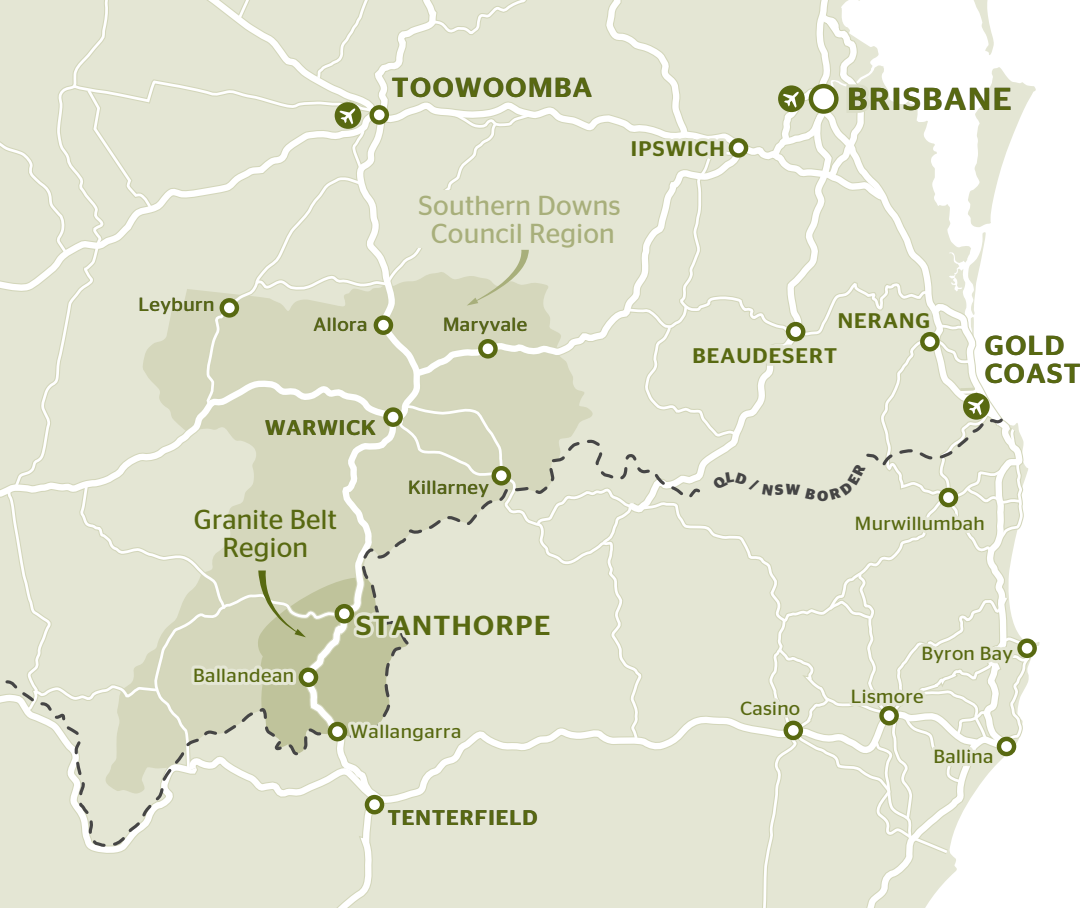 TOOWOOMBA
BRISBANE
IPSWICH
Southern Downs
Council Region
Leyburn
Allora
Maryvale
NERANG
BEAUDESERT
GOLD
COAST
WARWICK
Killarney
QLD / NSW BORDER
Murwillumbah
Granite Belt
Region
STANTHORPE
Byron Bay
Ballandean
Lismore
Casino
Wallangarra
Ballina
TENTERFIELD